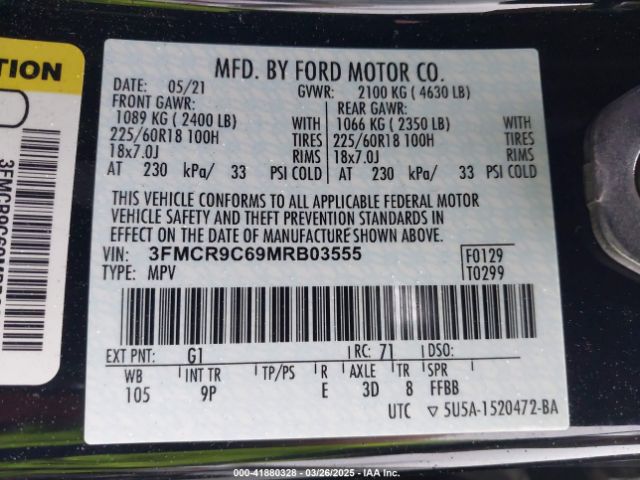 TION
3FMCR9C69MRB0
MFD. BY FORD MOTOR CO.
DATE: 05/21 GVWR: 2100 KG ( 4630 LB)
FRONT GAWR: REAR GAWR:
1089 KG ( 2400 LB) WITH 1066 KG ( 2350 LB) WITH
225/60R18 100H TIRES 225/60R18 100H TIRES
18x7.0J RIMS 18x7.0J RIMS
AT 230 kPa/ 33 PSI COLD AT 230 kPa/ 33 PSI COLD
THIS VEHICLE CONFORMS TO ALL APPLICABLE FEDERAL MOTOR
VEHICLE SAFETY AND THEFT PREVENTION STANDARDS IN
EFFECT ON THE DATE OF MANUFACTURE SHOWN ABOVE.
VIN: 3FMCR9C69MRB03555 F0129
TYPE: MPV T0299
EXT PNT: G1 RC: 71 DSO:
WB INT TR TP/PS R AXLE TR SPR
105 9P E 3D 8 FFBB
UTC ▽5U5A-1520472-BA
000-41880328 - 03/26/2025 - IAA Inc.